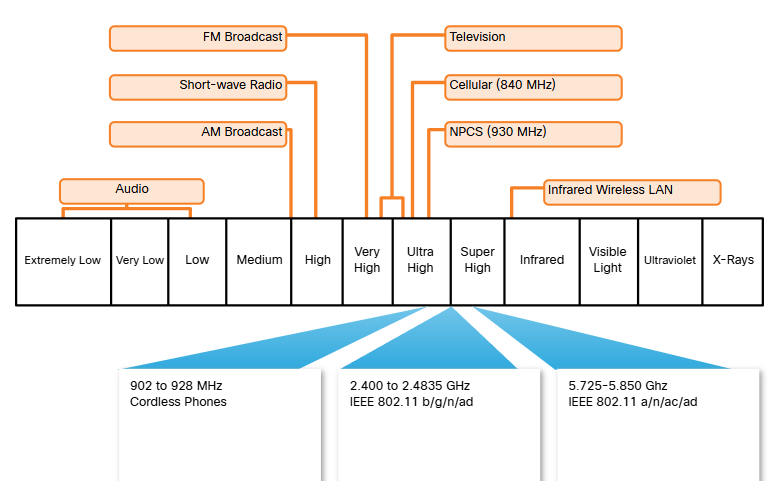 FM Broadcast
Television
Short-wave Radio
Cellular (840 MHz)
AM Broadcast
NPCS (930 MHz)
Audio
Infrared Wireless LAN
Extremely Low
Very Low
Low
Medium
High
Very
High
Ultra
High
Super
High
Infrared
Visible
Light
Ultraviolet
X-Rays
902 to 928 MHz
Cordless Phones
2.400 to 2.4835 GHz
IEEE 802.11 b/g/n/ad
5.725-5.850 Ghz
IEEE 802.11 a/n/ac/ad